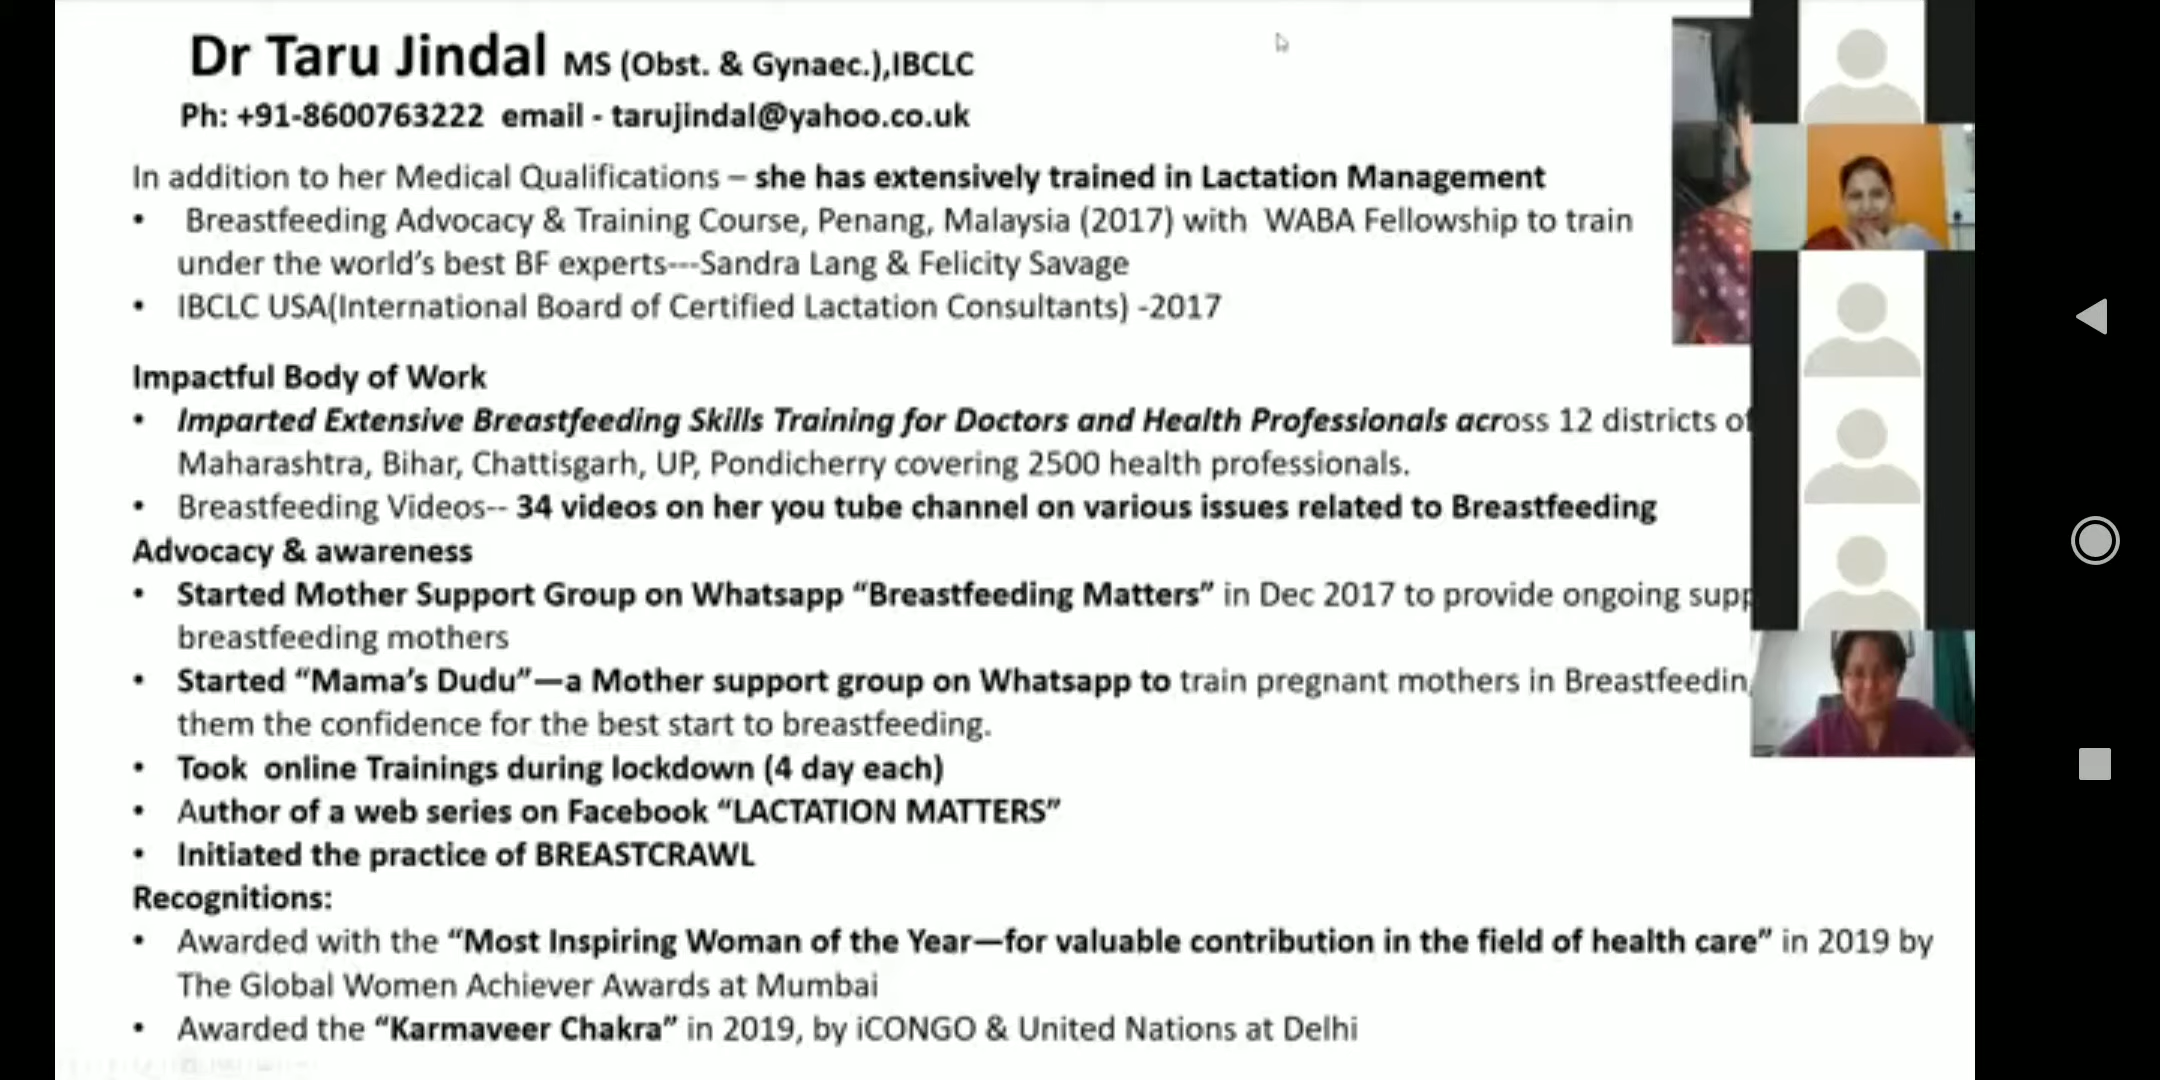 Dr Taru Jindal MS (Obst. & Gynaec.),IBCLC
Ph: +91-8600763222 email - tarujindal@yahoo.co.uk
In addition to her Medical Qualifications – she has extensively trained in Lactation Management
• Breastfeeding Advocacy & Training Course, Penang, Malaysia (2017) with WABA Fellowship to train
under the world's best BF experts---Sandra Lang & Felicity Savage
• IBCLC USA(International Board of Certified Lactation Consultants) -2017
Impactful Body of Work
• Imparted Extensive Breastfeeding Skills Training for Doctors and Health Professionals across 12 districts of
Maharashtra, Bihar, Chattisgarh, UP, Pondicherry covering 2500 health professionals.
• Breastfeeding Videos-- 34 videos on her you tube channel on various issues related to Breastfeeding
Advocacy & awareness
• Started Mother Support Group on Whatsapp “Breastfeeding Matters” in Dec 2017 to provide ongoing
breastfeeding mothers
• Started “Mama's Dudu”—a Mother support group on Whatsapp to train pregnant mothers in
them the confidence for the best start to breastfeeding.
• Took online Trainings during lockdown (4 day each)
• Author of a web series on Facebook “LACTATION MATTERS”
• Initiated the practice of BREASTCRAWL
Recognitions:
• Awarded with the “Most Inspiring Woman of the Year—for valuable contribution in the field of health care” in 2019 by
The Global Women Achiever Awards at Mumbai
• Awarded the “Karmaveer Chakra” in 2019, by iCONGO & United Nations at Delhi